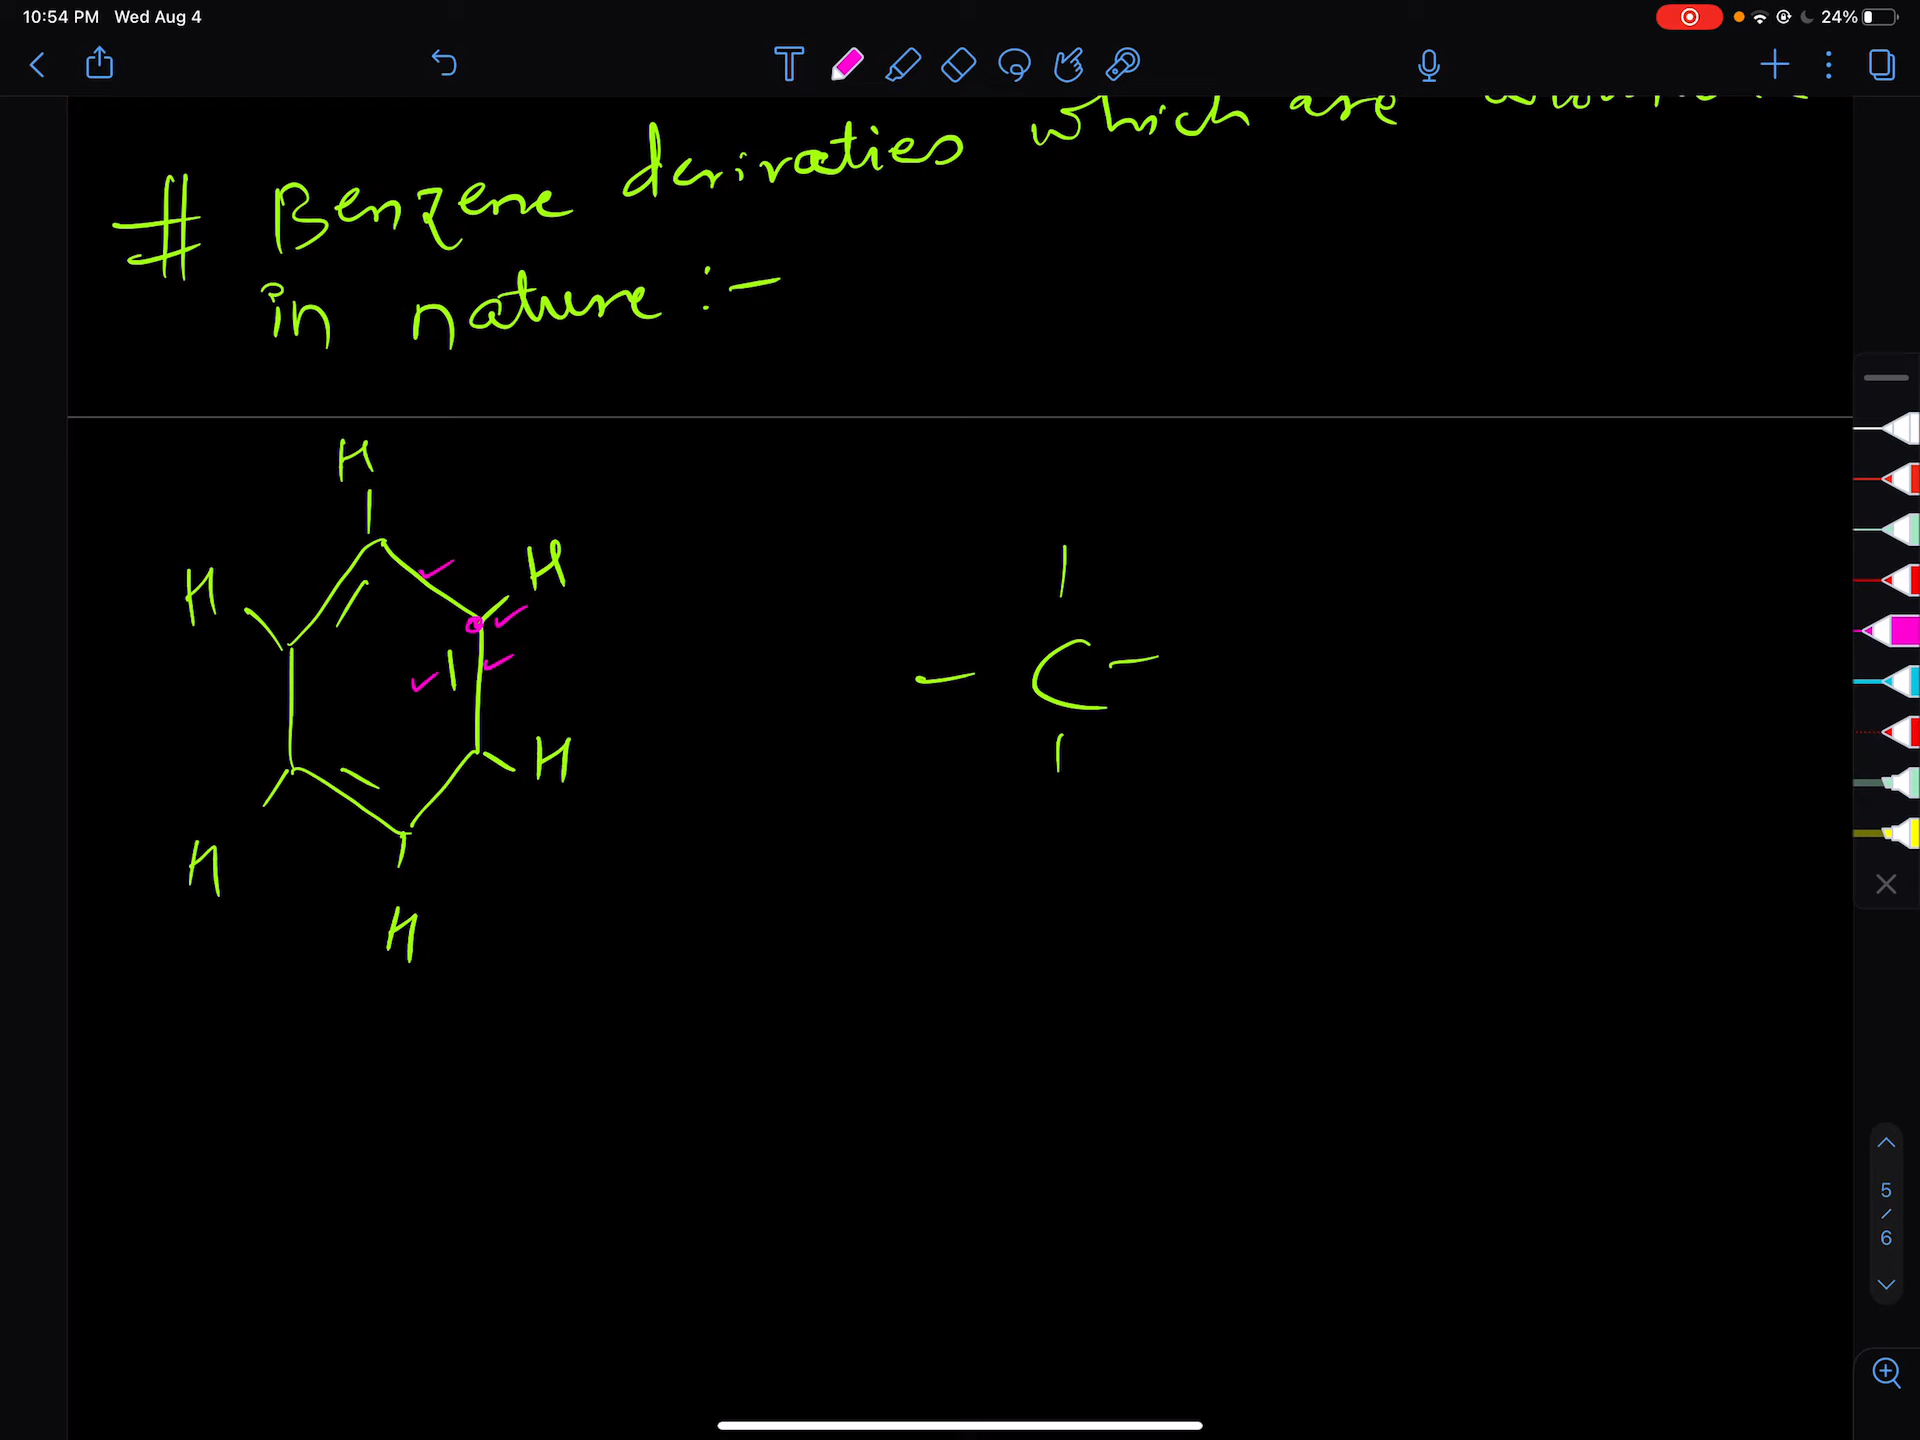 10:54 PM Wed Aug 4
24%
# Benzene derivaties which are
in nature :-
H
H
H
C
H
H
H
5
/
6